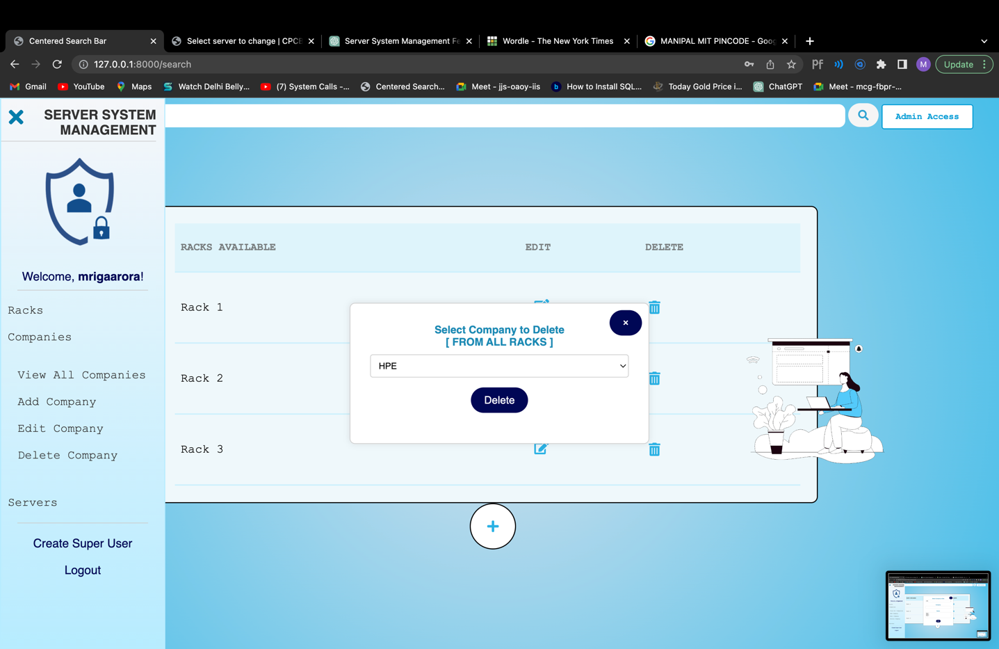 Centered Search Bar
Select server to change | CPCB
Server System Management Fe
Wordle - The New York Times
MANIPAL MIT PINCODE - Goog
127.0.0.1:8000/search
Pf
M
Update
Gmail
YouTube
Maps
Watch Delhi Belly...
(7) System Calls -...
Centered Search...
Meet - jjs-oaoy-iis
b
How to Install SQL...
Today Gold Price i...
ChatGPT
Meet - mcg-fbpr-...
SERVER SYSTEM
MANAGEMENT
Admin Access
Welcome, mrigaarora!
Racks
Companies
View All Companies
Add Company
Edit Company
Delete Company
Servers
Create Super User
Logout
RACKS AVAILABLE EDIT DELETE
Rack 1
Rack 2
Rack 3
Select Company to Delete
[ FROM ALL RACKS ]
HPE
Delete